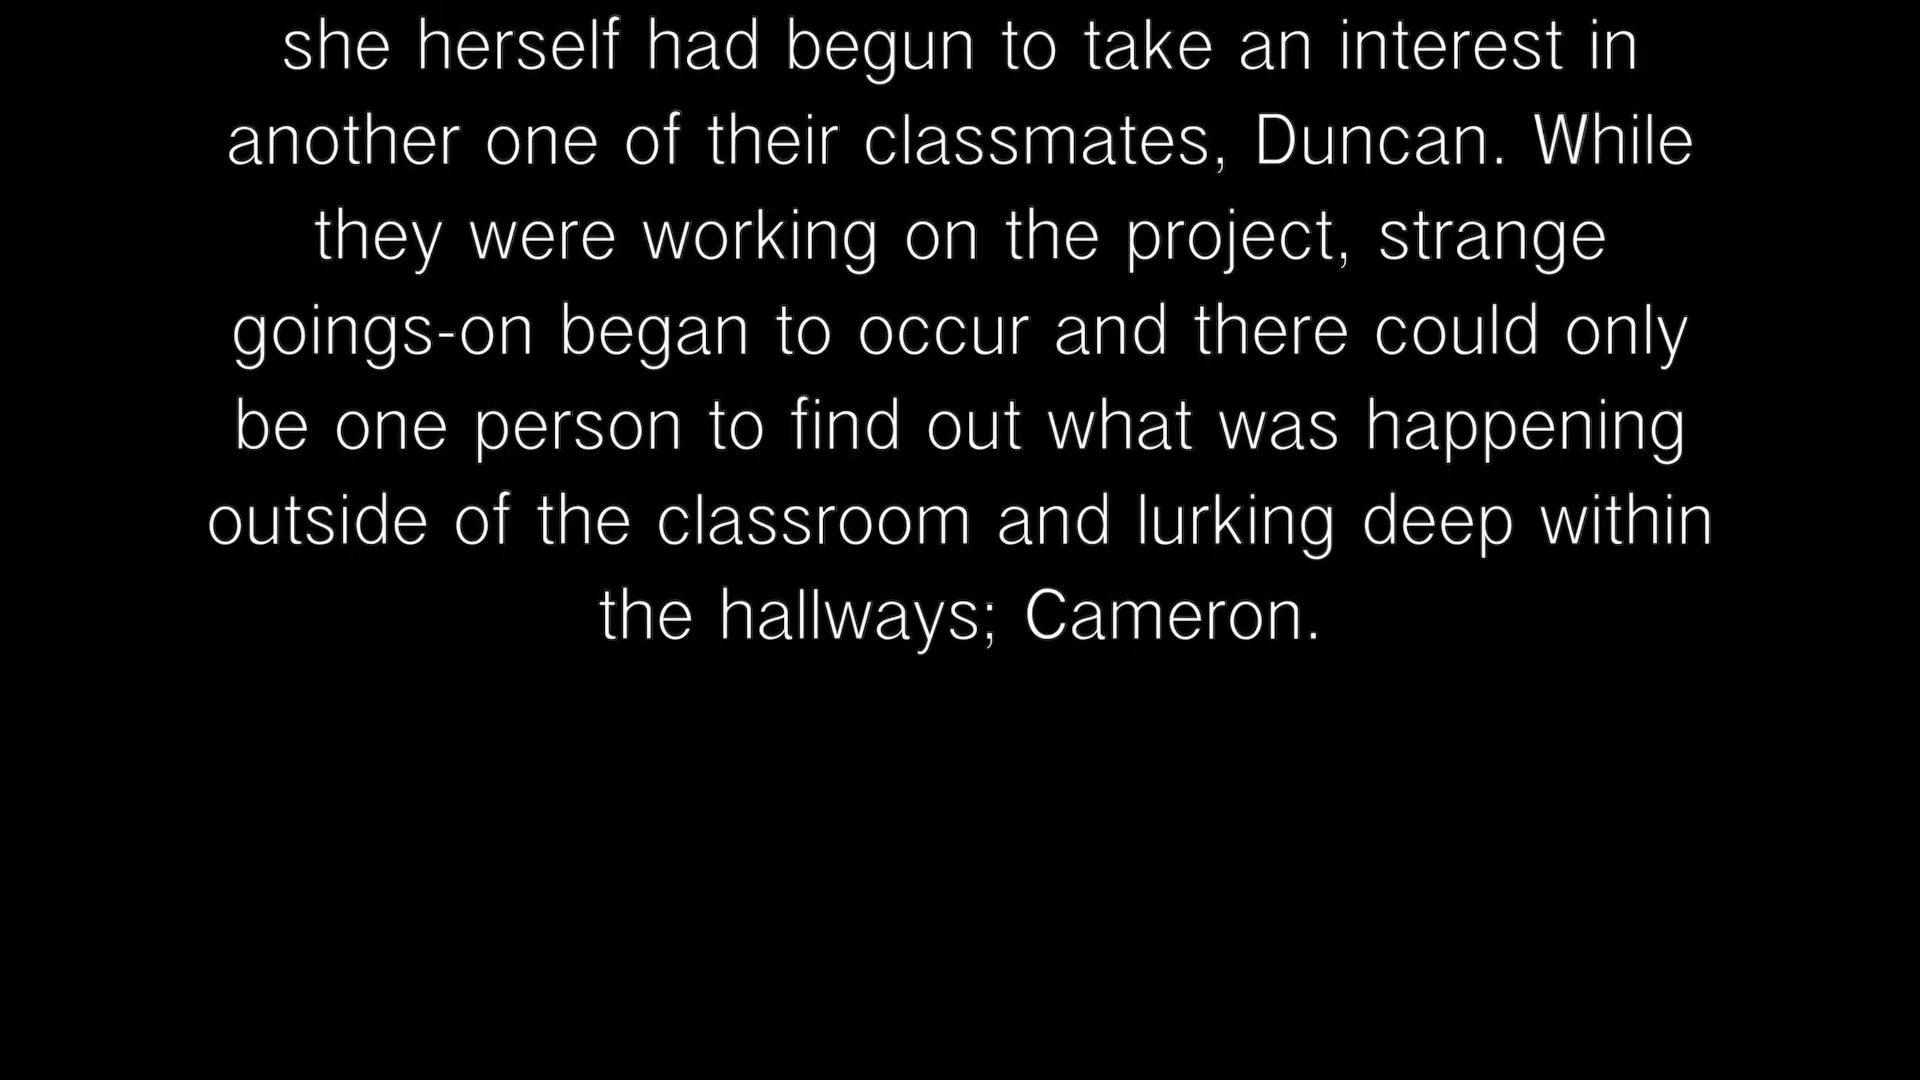 she herself had begun to take an interest in
another one of their classmates, Duncan. While
they were working on the project, strange
goings-on began to occur and there could only
be one person to find out what was happening
outside of the classroom and lurking deep within
the hallways; Cameron.